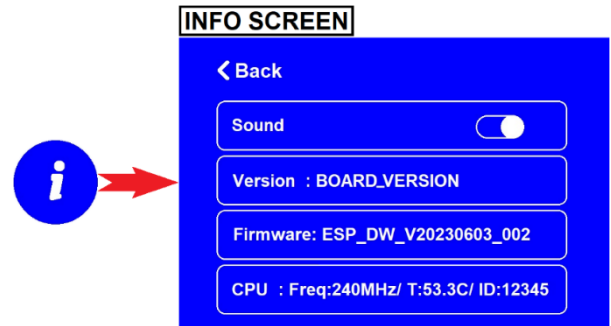 INFO SCREEN
Back
Sound
i
Version : BOARD_VERSION
Firmware: ESP_DW_V20230603_002
CPU : Freq:240MHz/ T:53.3C/ ID:12345